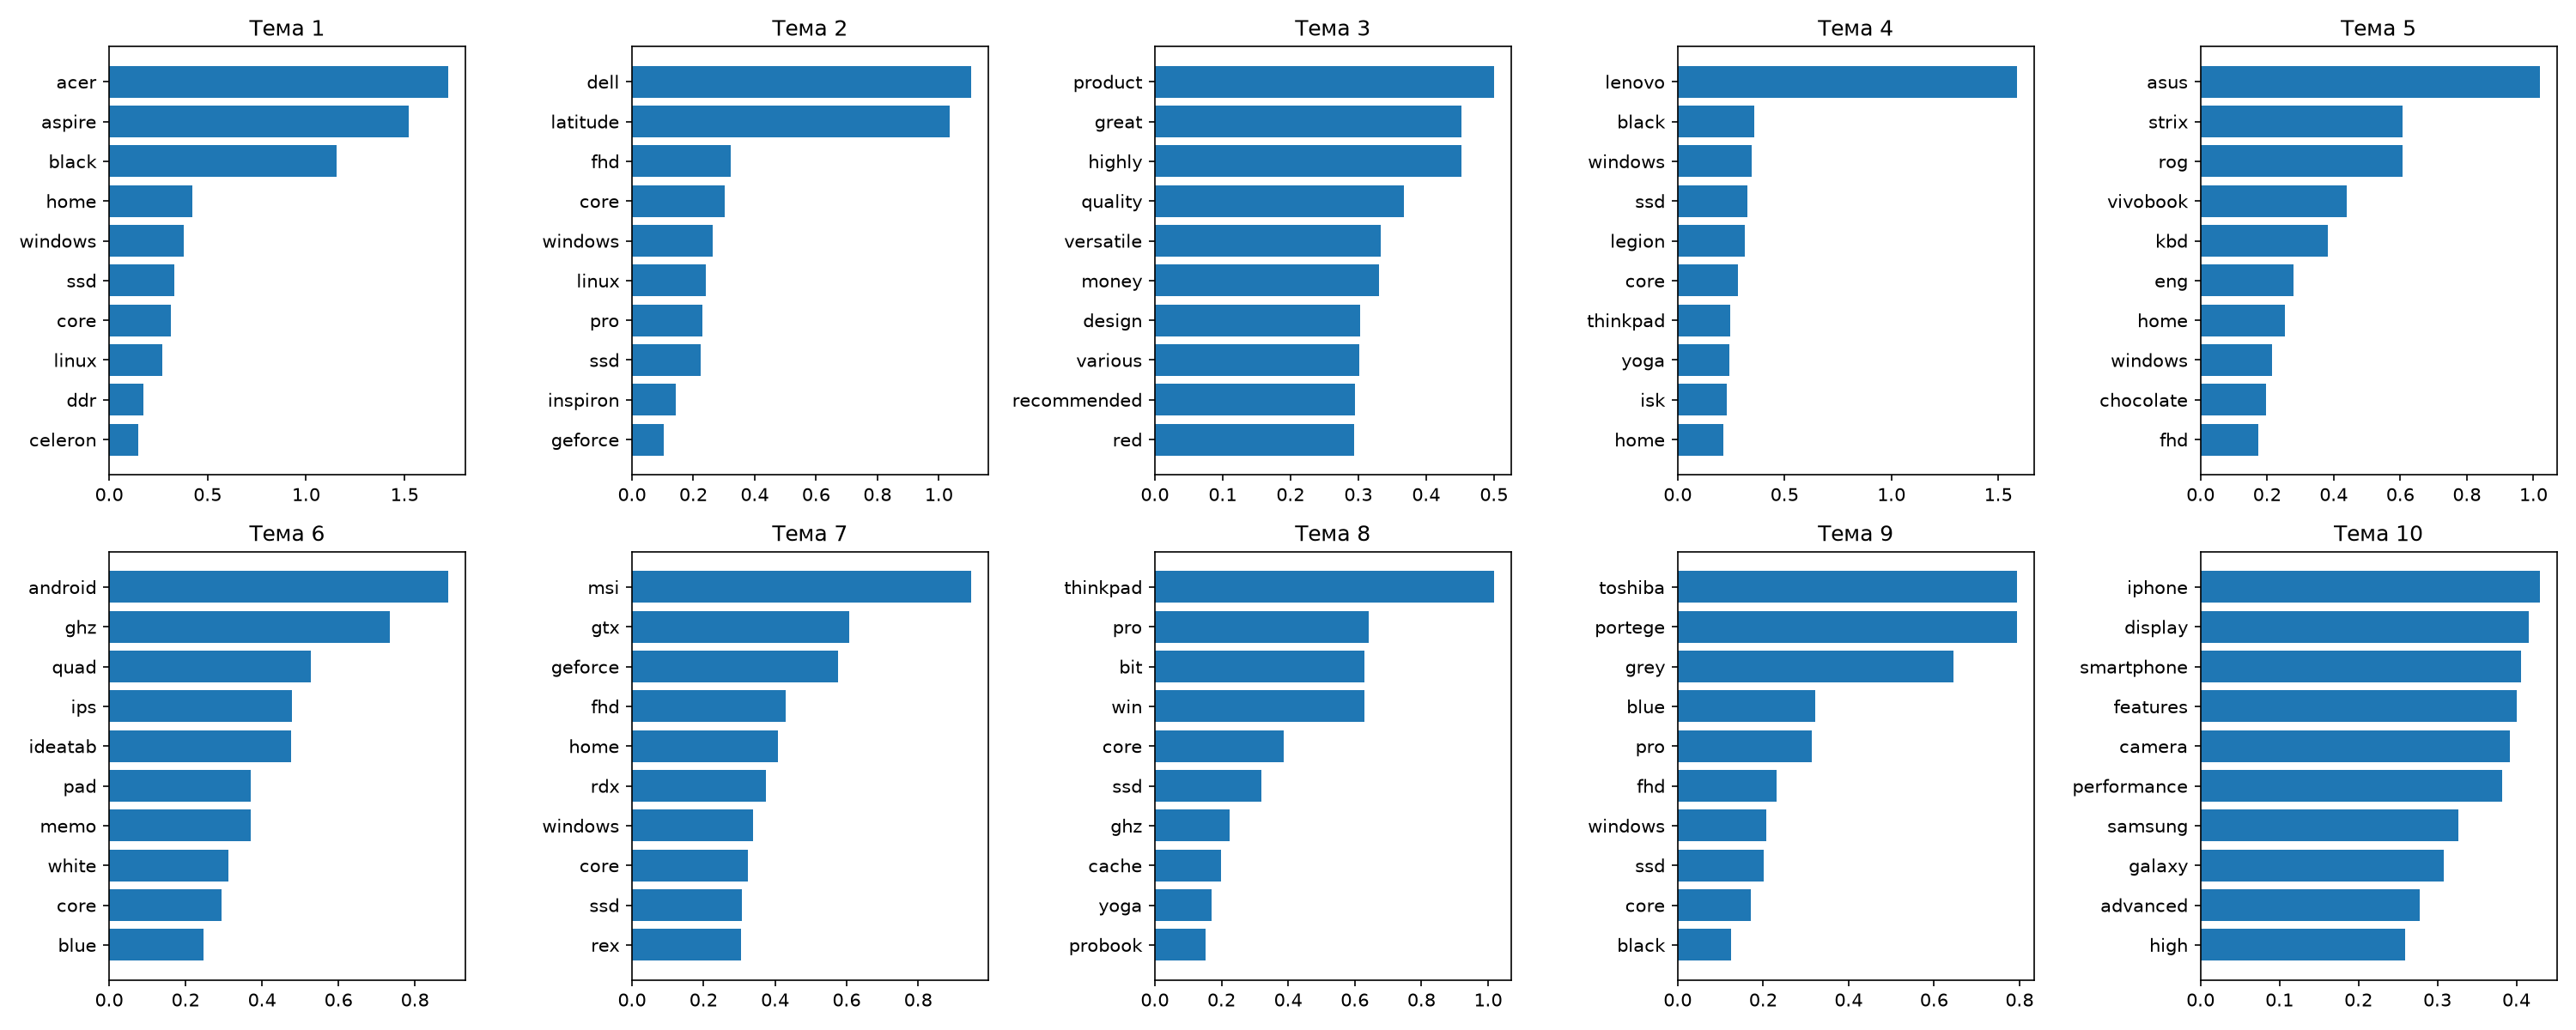 Тема 1
acer
aspire
black
home
windows
ssd
core
linux
ddr
celeron
0.0 0.5 1.0 1.5
Тема 2
dell
latitude
fhd
core
windows
linux
pro
ssd
inspiron
geforce
0.0 0.2 0.4 0.6 0.8 1.0
Тема 3
product
great
highly
quality
versatile
money
design
various
recommended
red
0.0 0.1 0.2 0.3 0.4 0.5
Тема 4
lenovo
black
windows
ssd
legion
core
thinkpad
yoga
isk
home
0.0 0.5 1.0 1.5
Тема 5
asus
strix
rog
vivobook
kbd
eng
home
windows
chocolate
fhd
0.0 0.2 0.4 0.6 0.8 1.0
Тема 6
android
ghz
quad
ips
ideatab
pad
memo
white
core
blue
0.0 0.2 0.4 0.6 0.8
Тема 7
msi
gtx
geforce
fhd
home
rdx
windows
core
ssd
rex
0.0 0.2 0.4 0.6 0.8
Тема 8
thinkpad
pro
bit
win
core
ssd
ghz
cache
yoga
probook
0.0 0.2 0.4 0.6 0.8 1.0
Тема 9
toshiba
portege
grey
blue
pro
fhd
windows
ssd
core
black
0.0 0.2 0.4 0.6 0.8
Тема 10
iphone
display
smartphone
features
camera
performance
samsung
galaxy
advanced
high
0.0 0.1 0.2 0.3 0.4